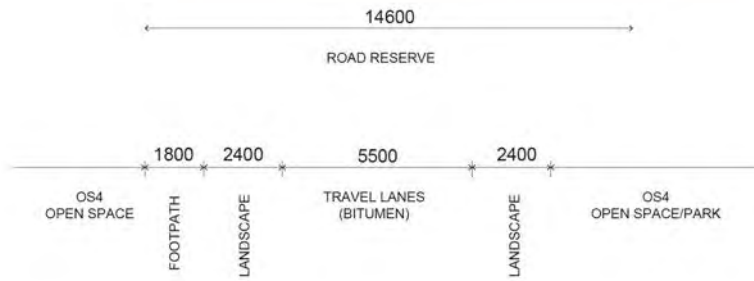 14600
ROAD RESERVE
1800 2400 5500 2400
OS4
OPEN SPACE
FOOTPATH
LANDSCAPE
TRAVEL LANES
(BITUMEN)
LANDSCAPE
OS4
OPEN SPACE/PARK